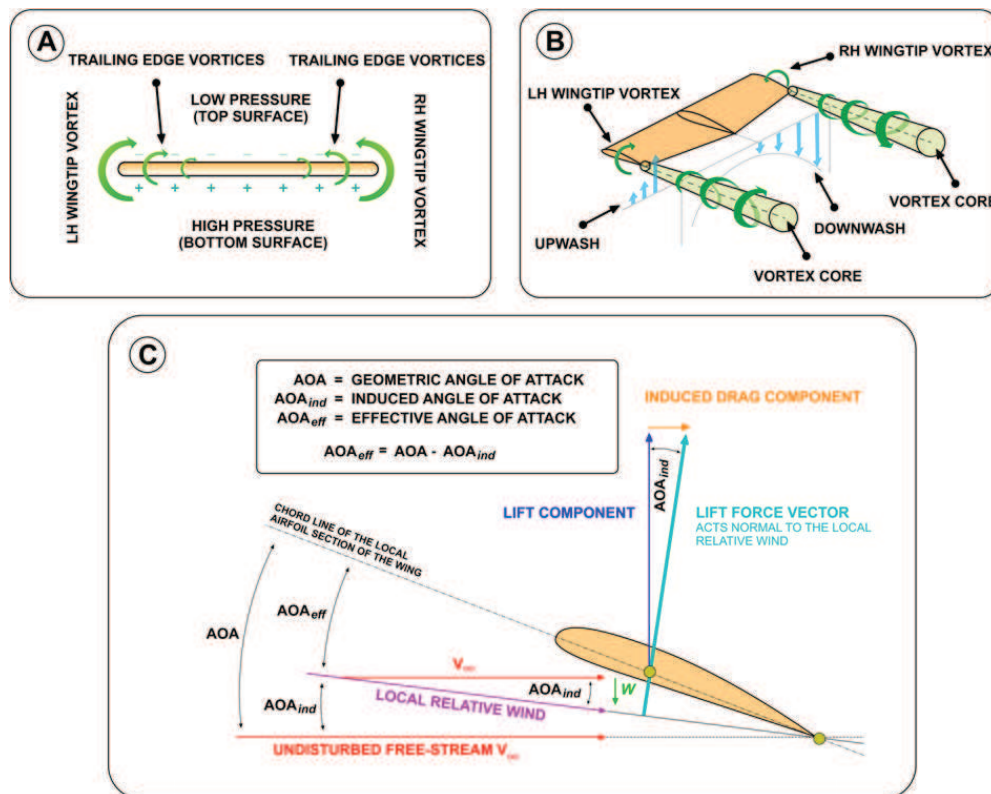 A
TRAILING EDGE VORTICES
TRAILING EDGE VORTICES
LOW PRESSURE
(TOP SURFACE)
LH WINGTIP VORTEX
RH WINGTIP VORTEX
– – – – – –
+ + + + + +
HIGH PRESSURE
(BOTTOM SURFACE)
B
RH WINGTIP VORTEX
LH WINGTIP VORTEX
VORTEX CORE
DOWNWASH
UPWASH
VORTEX CORE
C
AOA = GEOMETRIC ANGLE OF ATTACK
AOAind = INDUCED ANGLE OF ATTACK
AOAeff = EFFECTIVE ANGLE OF ATTACK
AOAeff = AOA - AOAind
INDUCED DRAG COMPONENT
AOAind
LIFT COMPONENT
LIFT FORCE VECTOR
ACTS NORMAL TO THE LOCAL
RELATIVE WIND
CHORD LINE OF THE LOCAL
AIRFOIL SECTION OF THE WING
AOAeff
AOA
V∞
AOAind
W
LOCAL RELATIVE WIND
AOAind
UNDISTURBED FREE-STREAM V∞